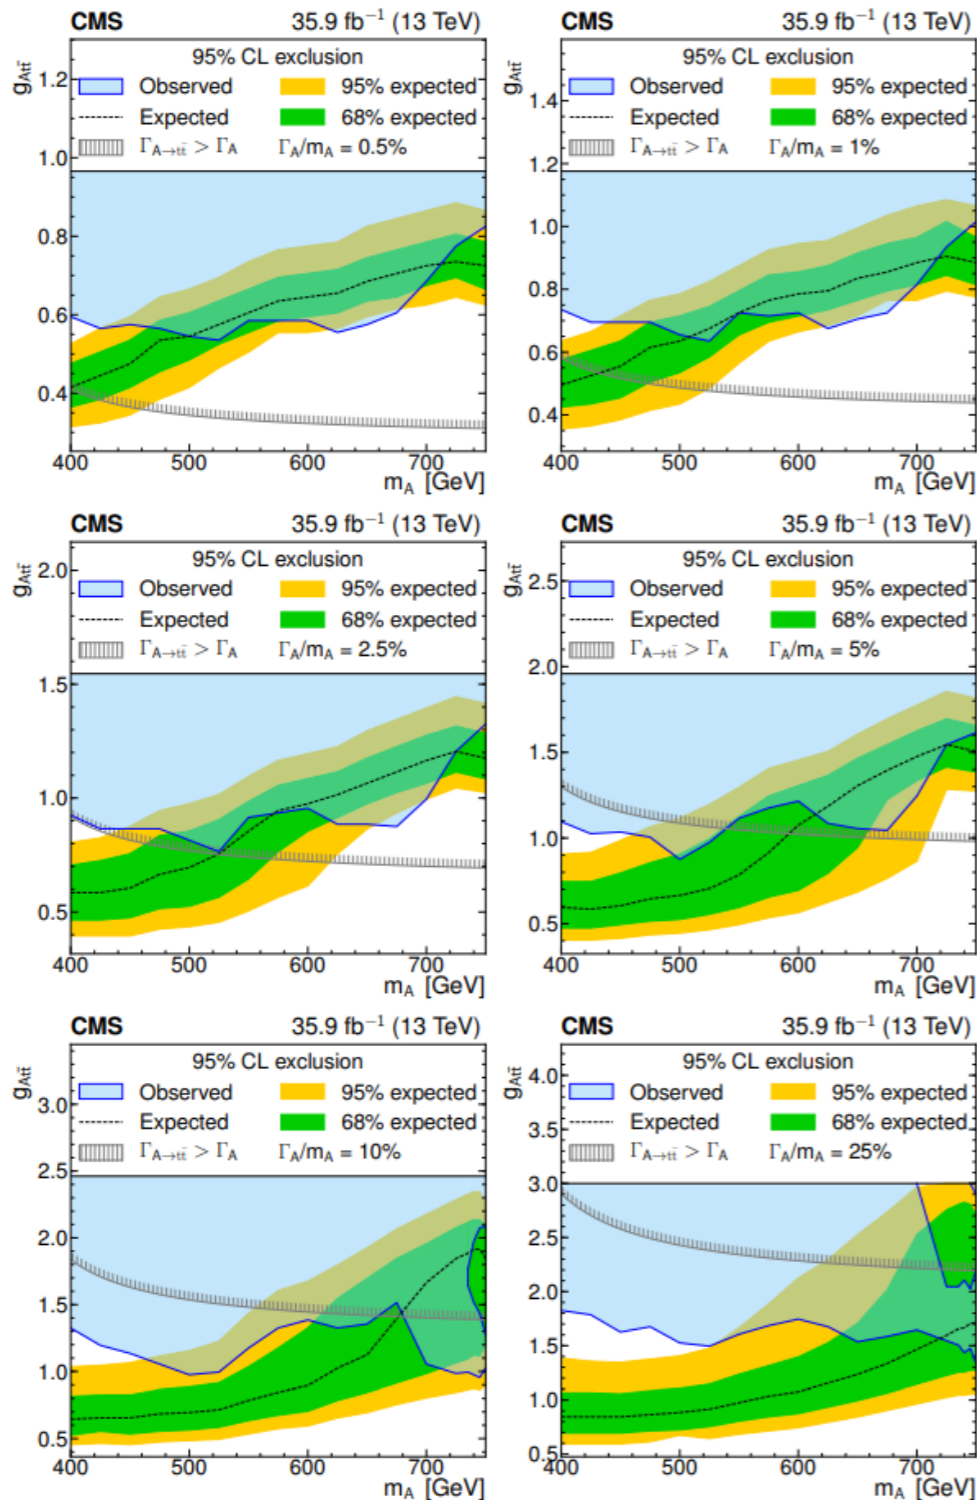 CMS 35.9 fb⁻¹ (13 TeV)
95% CL exclusion
Observed 95% expected
Expected 68% expected
Γ_A→tt̄ > Γ_A Γ_A/m_A = 0.5%
g_Att̄
1.2
1.0
0.8
0.6
0.4
400 500 600 700
m_A [GeV]
CMS 35.9 fb⁻¹ (13 TeV)
95% CL exclusion
Observed 95% expected
Expected 68% expected
Γ_A→tt̄ > Γ_A Γ_A/m_A = 1%
g_Att̄
1.4
1.2
1.0
0.8
0.6
0.4
400 500 600 700
m_A [GeV]
CMS 35.9 fb⁻¹ (13 TeV)
95% CL exclusion
Observed 95% expected
Expected 68% expected
Γ_A→tt̄ > Γ_A Γ_A/m_A = 2.5%
g_Att̄
2.0
1.5
1.0
0.5
400 500 600 700
m_A [GeV]
CMS 35.9 fb⁻¹ (13 TeV)
95% CL exclusion
Observed 95% expected
Expected 68% expected
Γ_A→tt̄ > Γ_A Γ_A/m_A = 5%
g_Att̄
2.5
2.0
1.5
1.0
0.5
400 500 600 700
m_A [GeV]
CMS 35.9 fb⁻¹ (13 TeV)
95% CL exclusion
Observed 95% expected
Expected 68% expected
Γ_A→tt̄ > Γ_A Γ_A/m_A = 10%
g_Att̄
3.0
2.5
2.0
1.5
1.0
0.5
400 500 600 700
m_A [GeV]
CMS 35.9 fb⁻¹ (13 TeV)
95% CL exclusion
Observed 95% expected
Expected 68% expected
Γ_A→tt̄ > Γ_A Γ_A/m_A = 25%
g_Att̄
4.0
3.5
3.0
2.5
2.0
1.5
1.0
0.5
400 500 600 700
m_A [GeV]